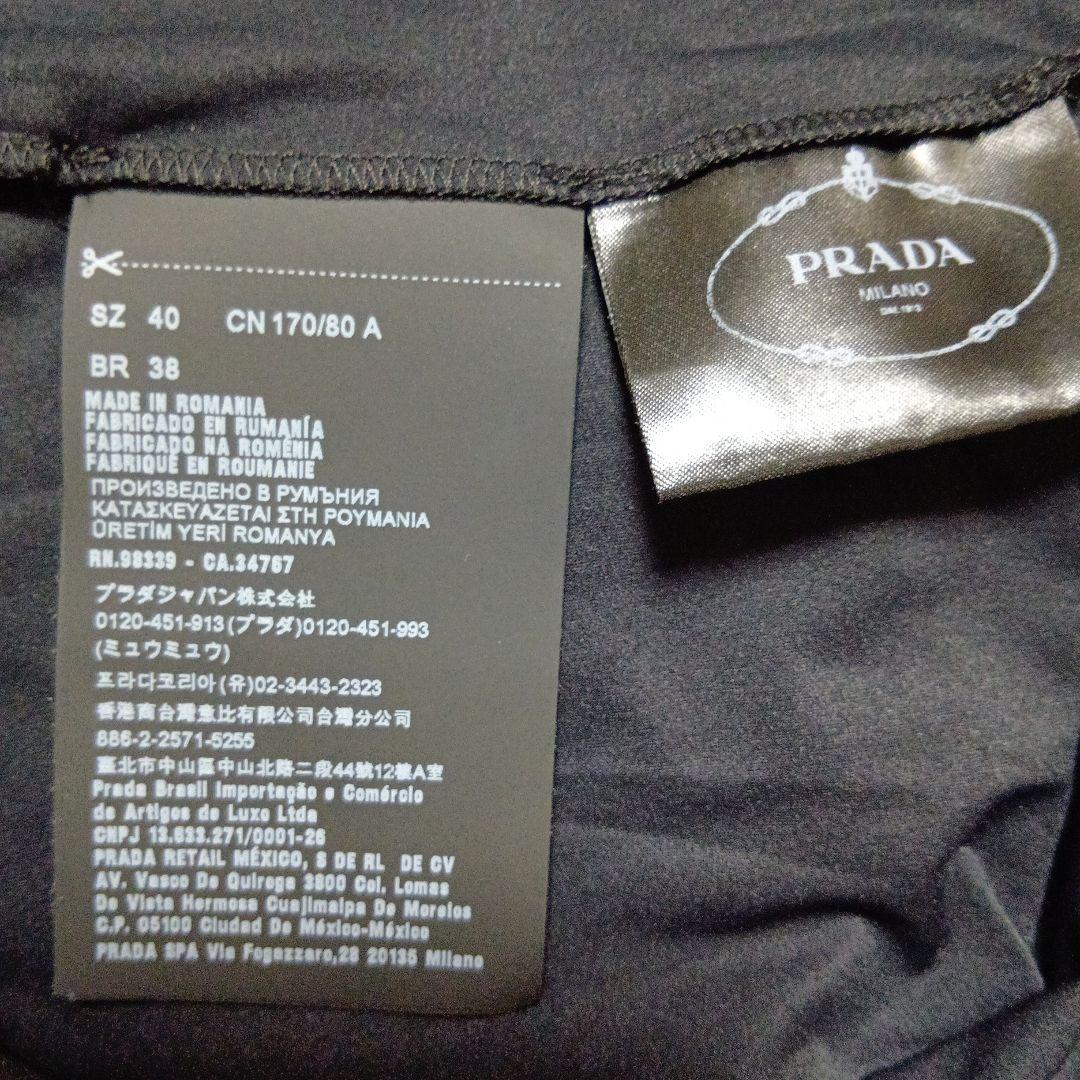 SZ 40 CN 170/80 A
BR 38
MADE IN ROMANIA
FABRICADO EN RUMANÍA
FABRICADO NA ROMÊNIA
FABRIQUÉ EN ROUMANIE
ПРОИЗВЕДЕНО В РУМЪНИЯ
ΚΑΤΑΣΚΕΥΑΖΕΤΑΙ ΣΤΗ ΡΟΥΜΑΝΙΑ
ÜRETİM YERİ ROMANYA
RN.98339 - CA.34767
プラダジャパン株式会社
0120-451-913(プラダ)0120-451-993
(ミュウミュウ)
프라다코리아(유)02-3443-2323
香港商台灣意比有限公司台灣分公司
886-2-2571-5255
臺北市中山區中山北路二段44號12樓A室
Prada Brasil Importação e Comércio
de Artigos de Luxo Ltda
CNPJ 13.633.271/0001-26
PRADA RETAIL MÉXICO, S DE RL DE CV
AV. Vasco De Quiroga 3800 Col. Lomas
De Vista Hermosa Cuajimalpa De Morelos
C.P. 05100 Ciudad De México-México
PRADA SPA Via Fogazzaro,28 20135 Milano
PRADA
MILANO
DAL 1913